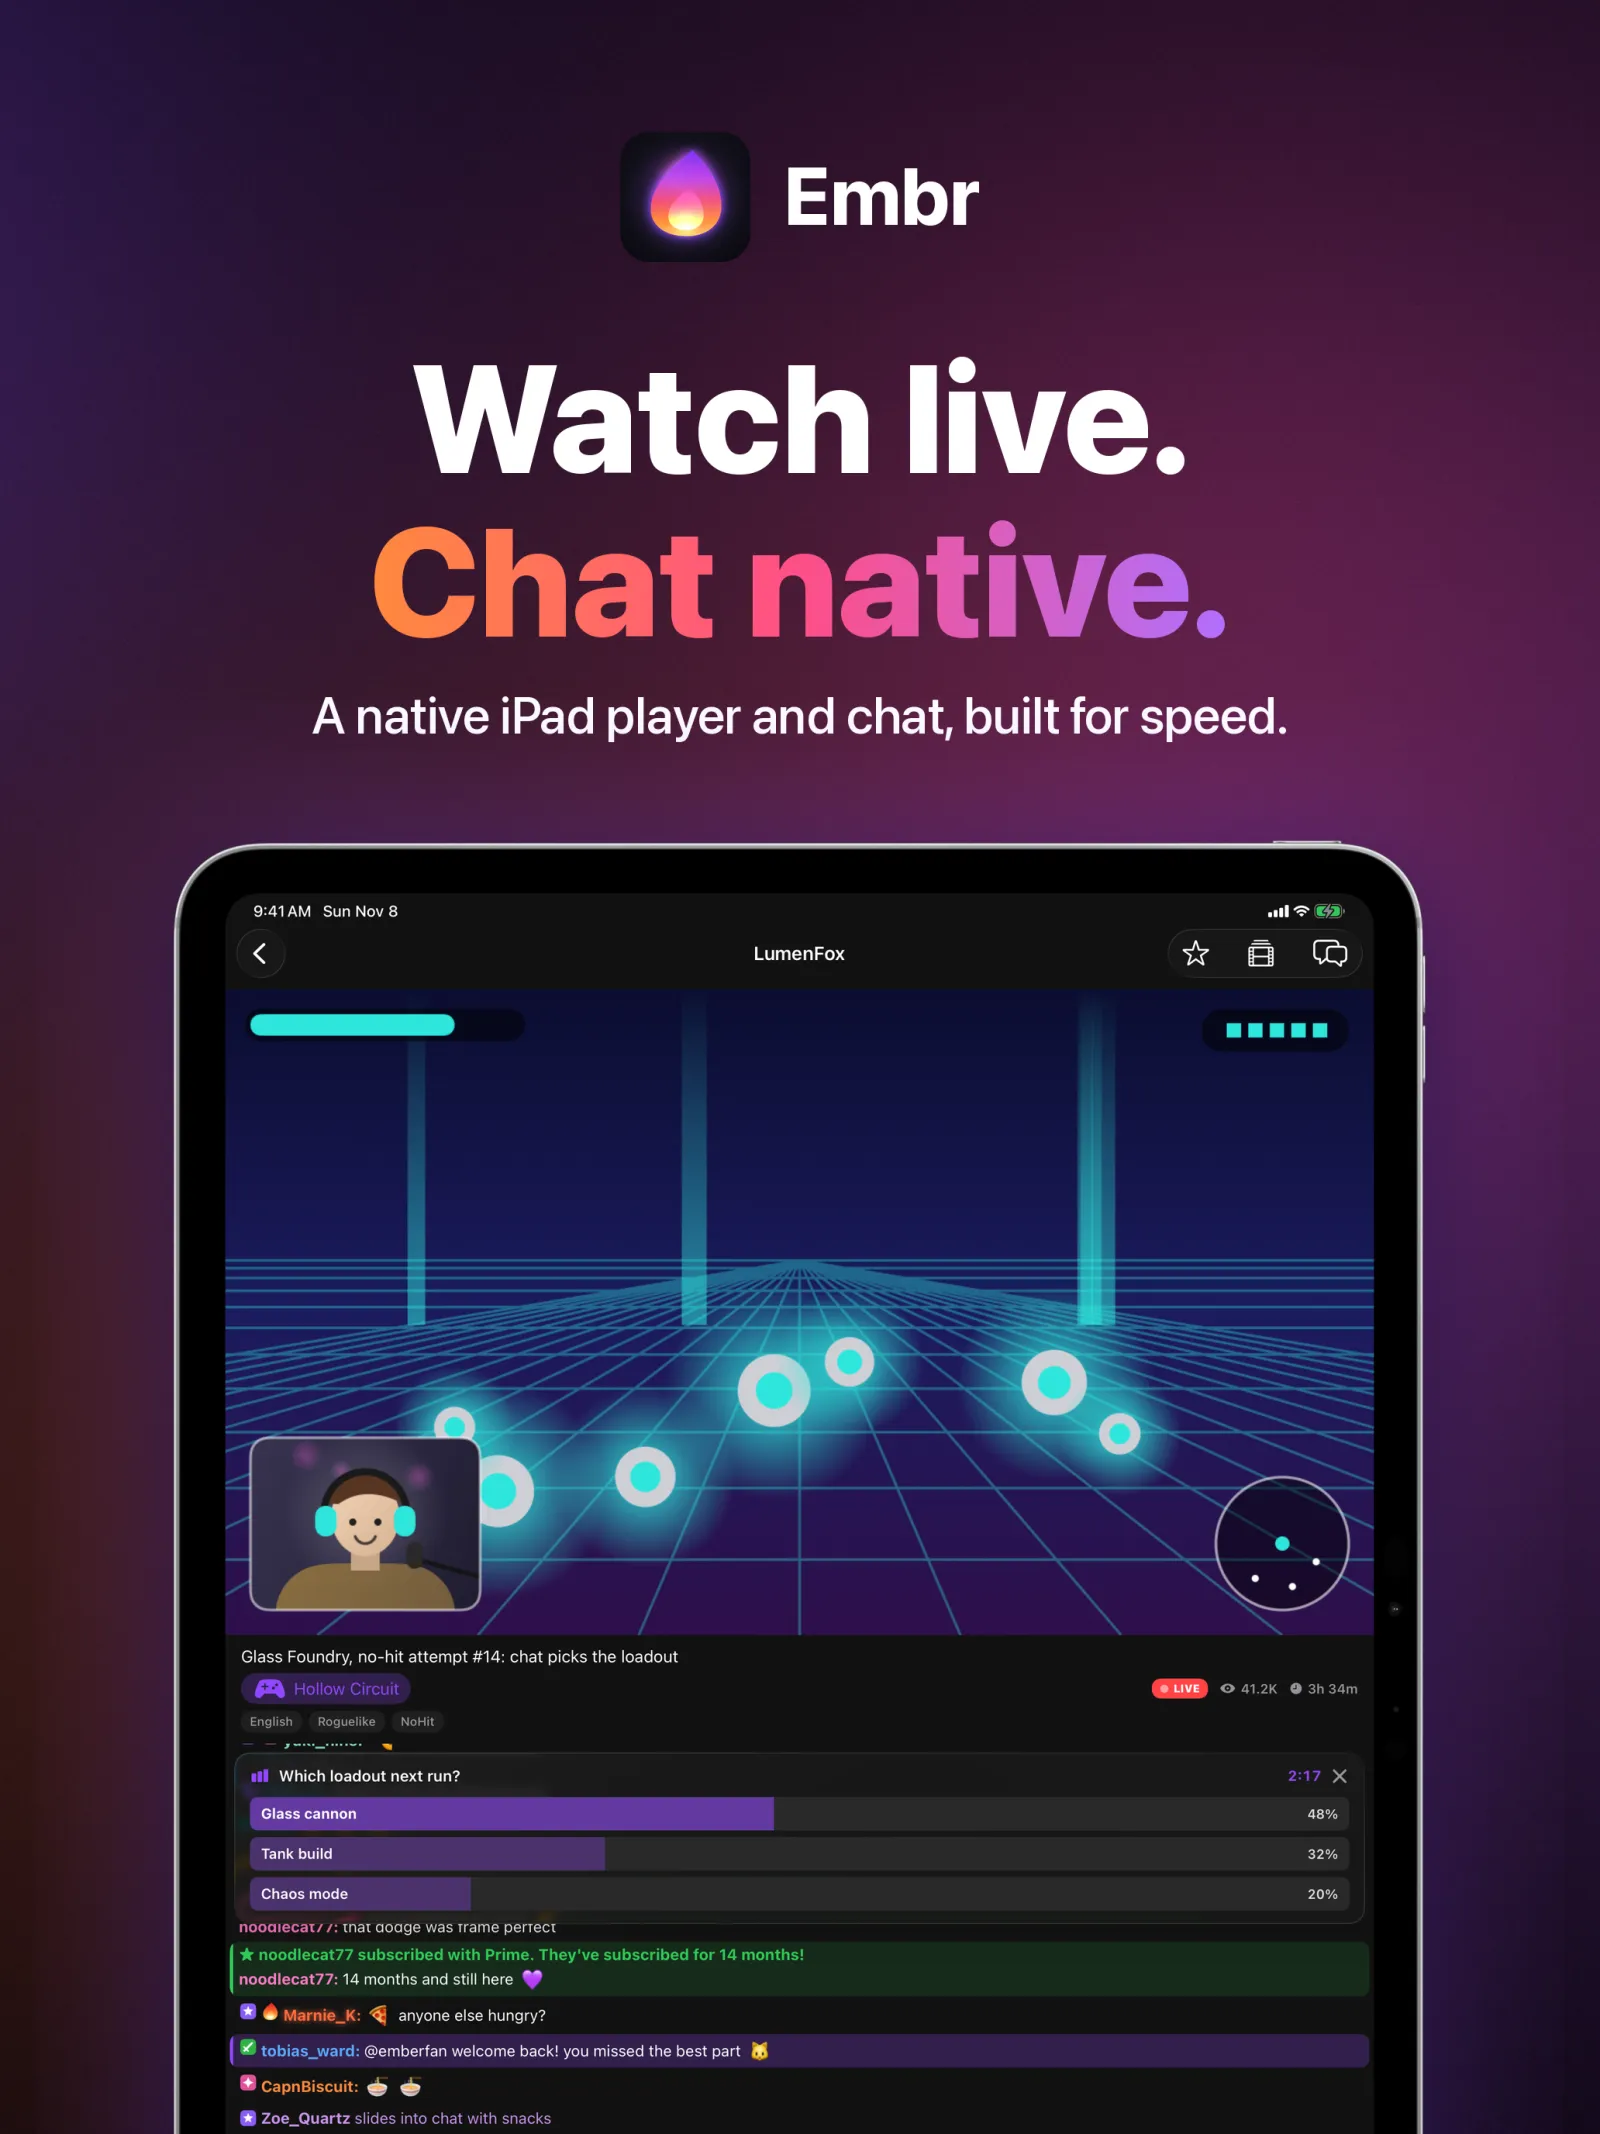 Embr
Watch live.
Chat native.
A native iPad player and chat, built for speed.
9:41 AM Sun Nov 8
LumenFox
Glass Foundry, no-hit attempt #14: chat picks the loadout
Hollow Circuit
LIVE 41.2K 3h 34m
English Roguelike NoHit
Which loadout next run? 2:17
Glass cannon 48%
Tank build 32%
Chaos mode 20%
noodlecat77: that dodge was frame perfect
noodlecat77 subscribed with Prime. They've subscribed for 14 months!
noodlecat77: 14 months and still here 💜
Marnie_K: 🍕 anyone else hungry?
tobias_ward: @emberfan welcome back! you missed the best part 🐱
CapnBiscuit: 🍜 🍜
Zoe_Quartz slides into chat with snacks